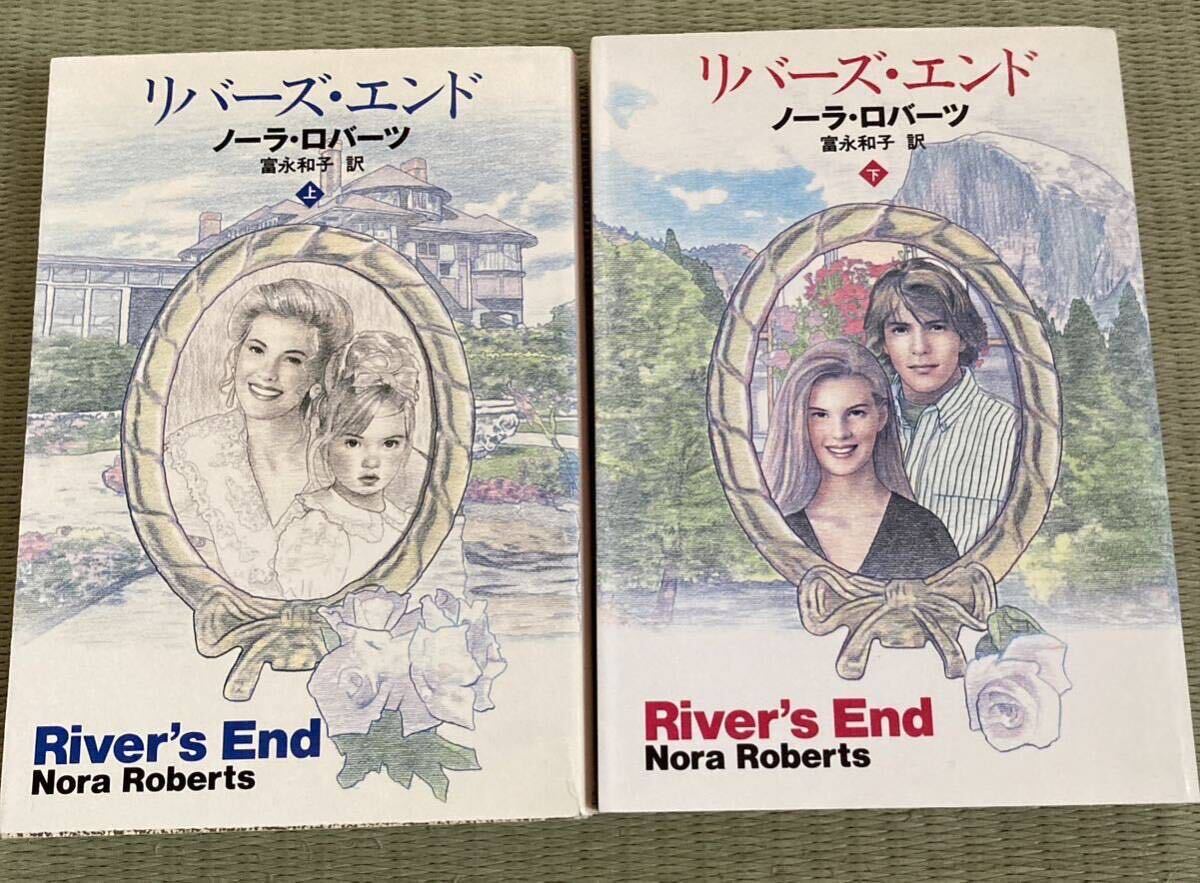 リバーズ・エンド
ノーラ・ロバーツ
富永和子 訳
上
River's End
Nora Roberts
リバーズ・エンド
ノーラ・ロバーツ
富永和子 訳
下
River's End
Nora Roberts